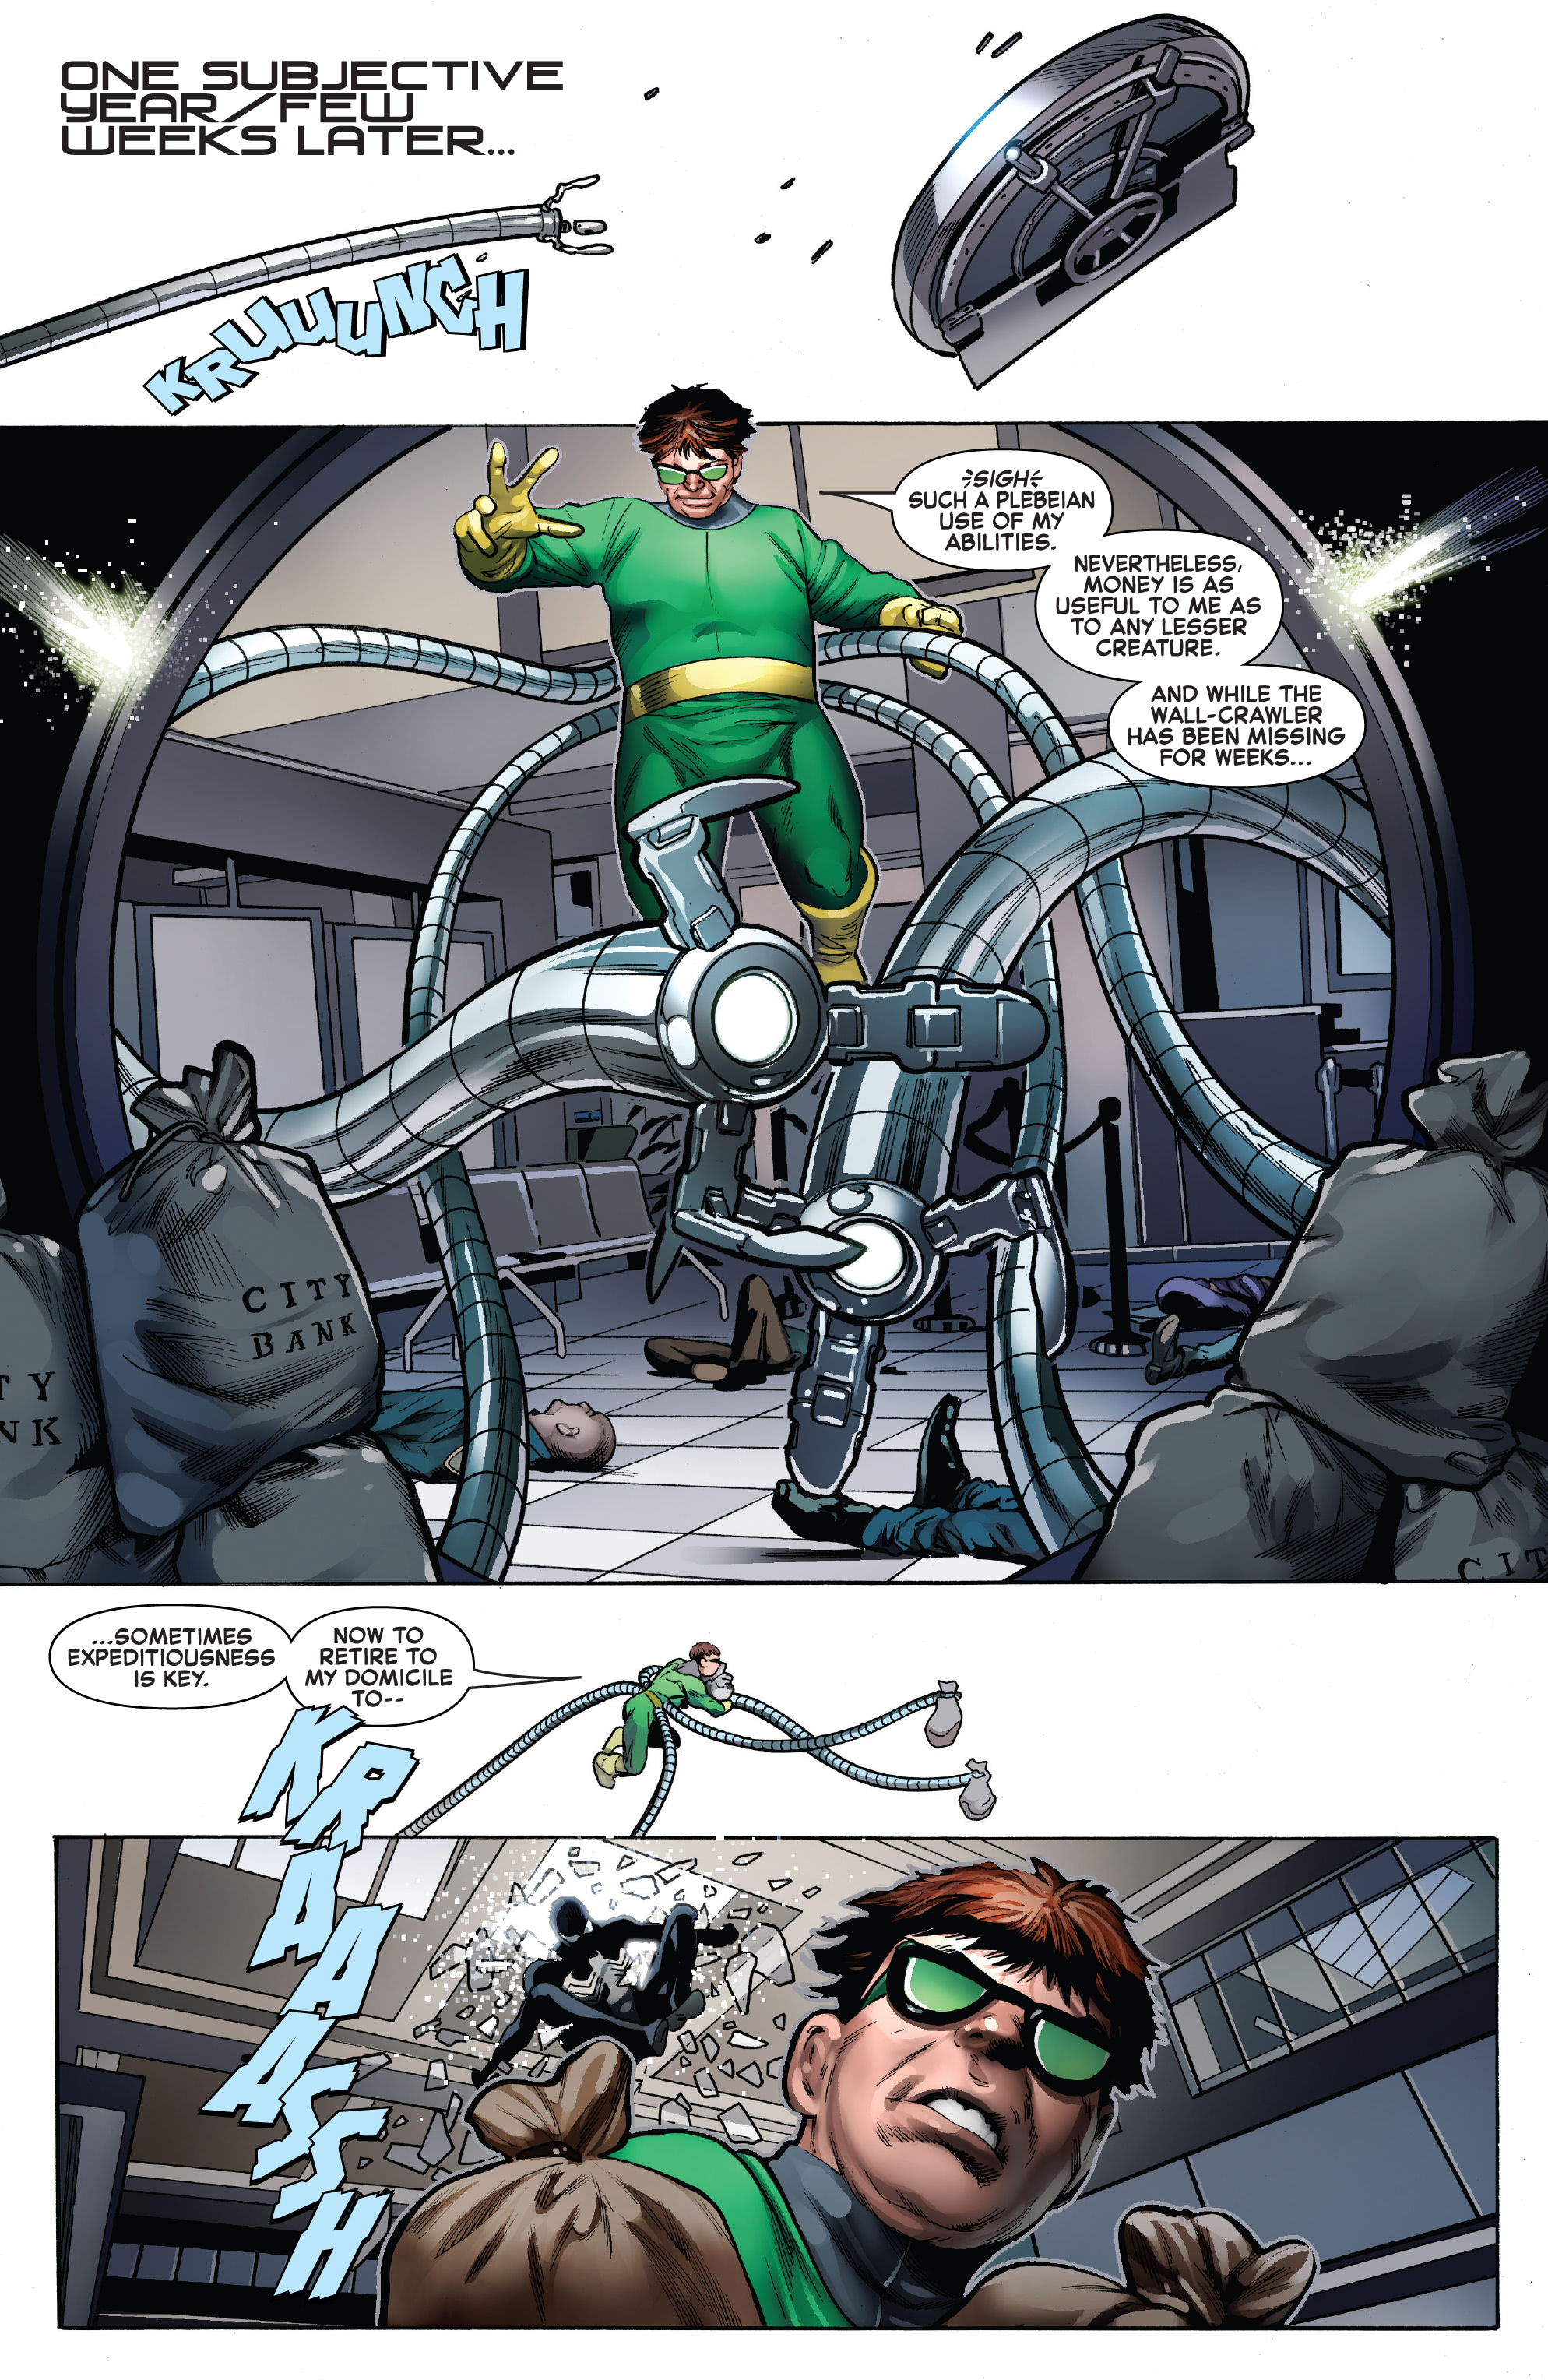 ONE SUBJECTIVE
YEAR/FEW
WEEKS LATER...
KRUUUUNCH
SIGH
SUCH A PLEBEIAN
USE OF MY
ABILITIES.
NEVERTHELESS,
MONEY IS AS
USEFUL TO ME AS
TO ANY LESSER
CREATURE.
AND WHILE THE
WALL-CRAWLER
HAS BEEN MISSING
FOR WEEKS...
CITY
BANK
TY
NK
CIT
...SOMETIMES
EXPEDITIOUSNESS
IS KEY.
NOW TO
RETIRE TO
MY DOMICILE
TO--
KRAAAASSH